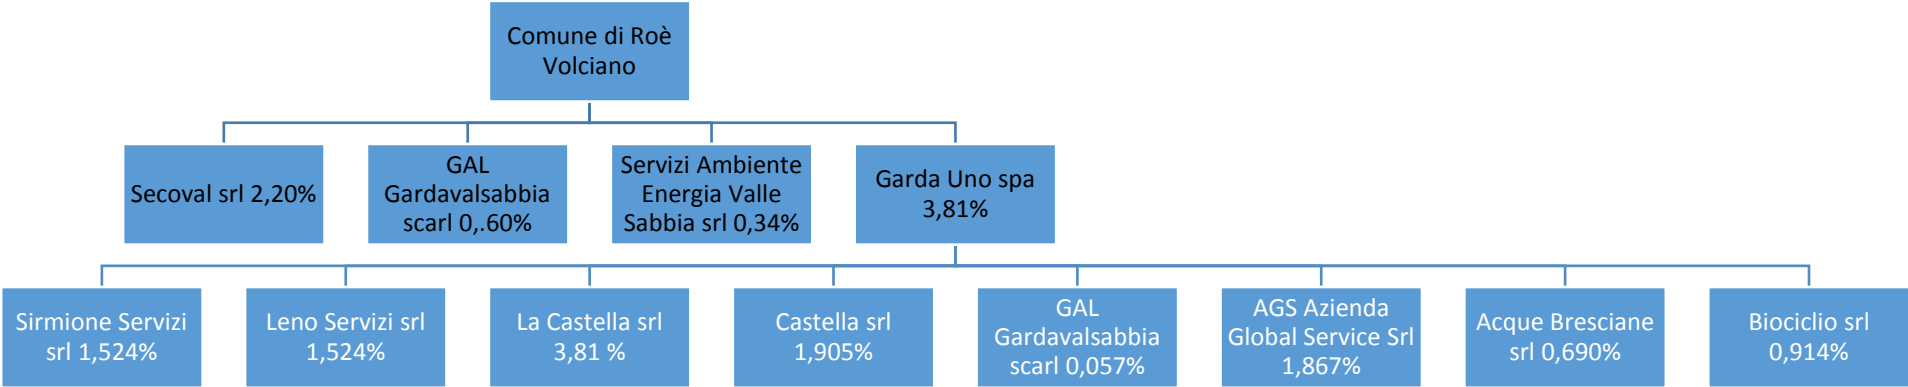 Comune di Roè
Volciano
Secoval srl 2,20%
GAL
Gardavalsabbia
scarl 0,.60%
Servizi Ambiente
Energia Valle
Sabbia srl 0,34%
Garda Uno spa
3,81%
Sirmione Servizi
srl 1,524%
Leno Servizi srl
1,524%
La Castella srl
3,81 %
Castella srl
1,905%
GAL
Gardavalsabbia
scarl 0,057%
AGS Azienda
Global Service Srl
1,867%
Acque Bresciane
srl 0,690%
Biociclio srl
0,914%